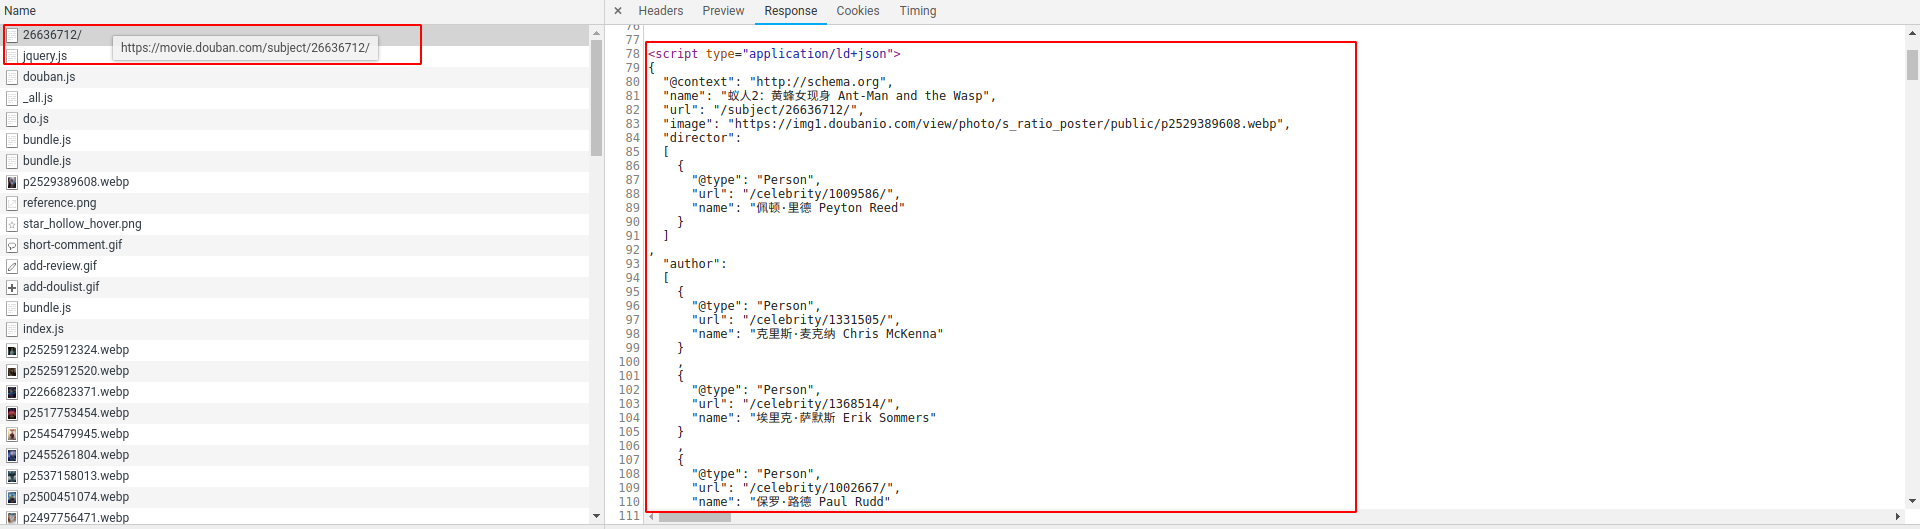 Name
26636712/
https://movie.douban.com/subject/26636712/
jquery.js
douban.js
_all.js
do.js
bundle.js
bundle.js
p2529389608.webp
reference.png
star_hollow_hover.png
short-comment.gif
add-review.gif
add-doulist.gif
bundle.js
index.js
p2525912324.webp
p2525912520.webp
p2266823371.webp
p2517753454.webp
p2545479945.webp
p2455261804.webp
p2537158013.webp
p2500451074.webp
p2497756471.webp
× Headers Preview Response Cookies Timing
76
77
78 <script type="application/ld+json">
79 {
80 "@context": "http://schema.org",
81 "name": "蚁人2：黄蜂女现身 Ant-Man and the Wasp",
82 "url": "/subject/26636712/",
83 "image": "https://img1.doubanio.com/view/photo/s_ratio_poster/public/p2529389608.webp",
84 "director":
85 [
86 {
87 "@type": "Person",
88 "url": "/celebrity/1009586/",
89 "name": "佩顿·里德 Peyton Reed"
90 }
91 ]
92 ,
93 "author":
94 [
95 {
96 "@type": "Person",
97 "url": "/celebrity/1331505/",
98 "name": "克里斯·麦克纳 Chris McKenna"
99 }
100 ,
101 {
102 "@type": "Person",
103 "url": "/celebrity/1368514/",
104 "name": "埃里克·萨默斯 Erik Sommers"
105 }
106 ,
107 {
108 "@type": "Person",
109 "url": "/celebrity/1002667/",
110 "name": "保罗·路德 Paul Rudd"
111